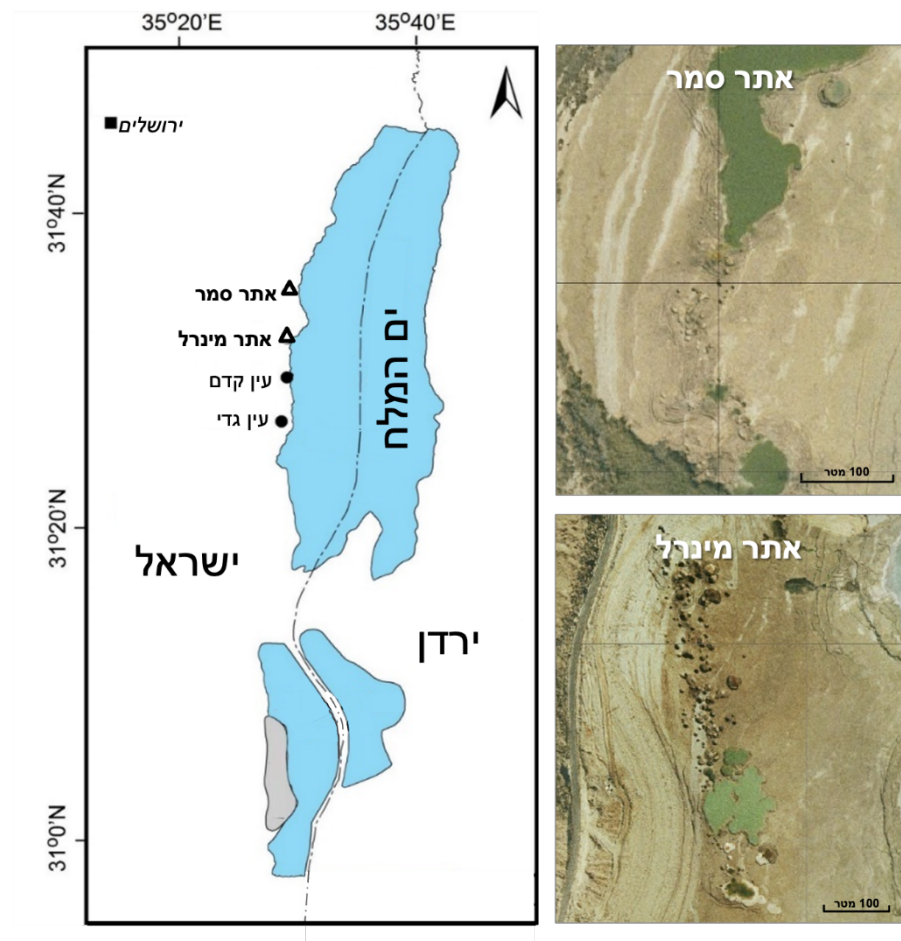 35°20'E
35°40'E
ירושלים
31°40'N
אתר סמר
אתר מינרל
עין קדם
עין גדי
ים המלח
31°20'N
ישראל
ירדן
31°0'N
אתר סמר
100 מטר
אתר מינרל
100 מטר